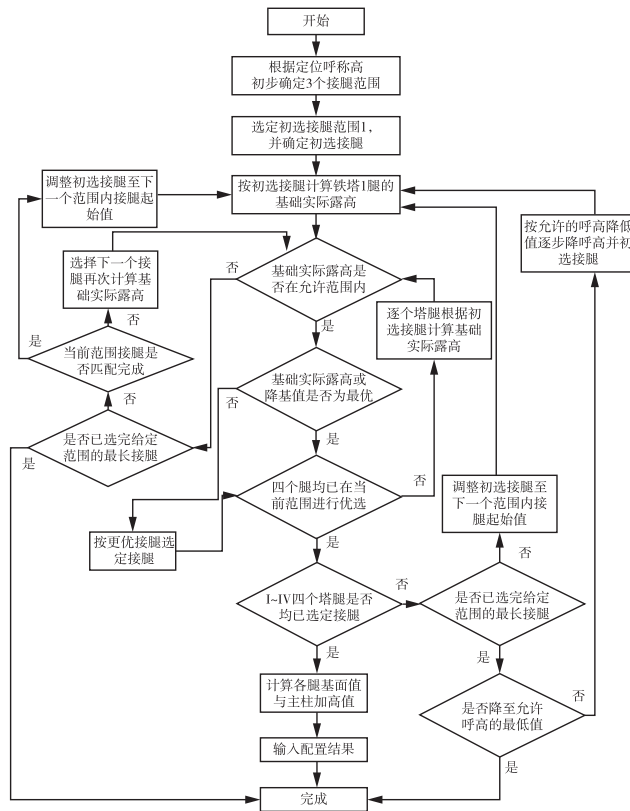 开始
根据定位呼称高
初步确定3个接腿范围
选定初选接腿范围1，
并确定初选接腿
调整初选接腿至下
一个范围内接腿起
始值
按初选接腿计算铁塔1腿的
基础实际露高
按允许的呼高降低
值逐步降呼高并初
选接腿
选择下一个接
腿再次计算基
础实际露高
否
基础实际露高是
否在允许范围内
是
逐个塔腿根据初
选接腿计算基础
实际露高
是
否
当前范围接腿是
否匹配完成
否
基础实际露高或
降基值是否为最优
否
是
是否已选完给定
范围的最长接腿
是
四个腿均已在当
前范围进行优选
否
是
调整初选接腿至
下一个范围内接
腿起始值
按更优接腿选
定接腿
I~IV四个塔腿是否
均已选定接腿
否
是
否
是否已选完给定
范围的最长接腿
是
计算各腿基面值
与主柱加高值
是否降至允许
呼高的最低值
否
是
输入配置结果
完成